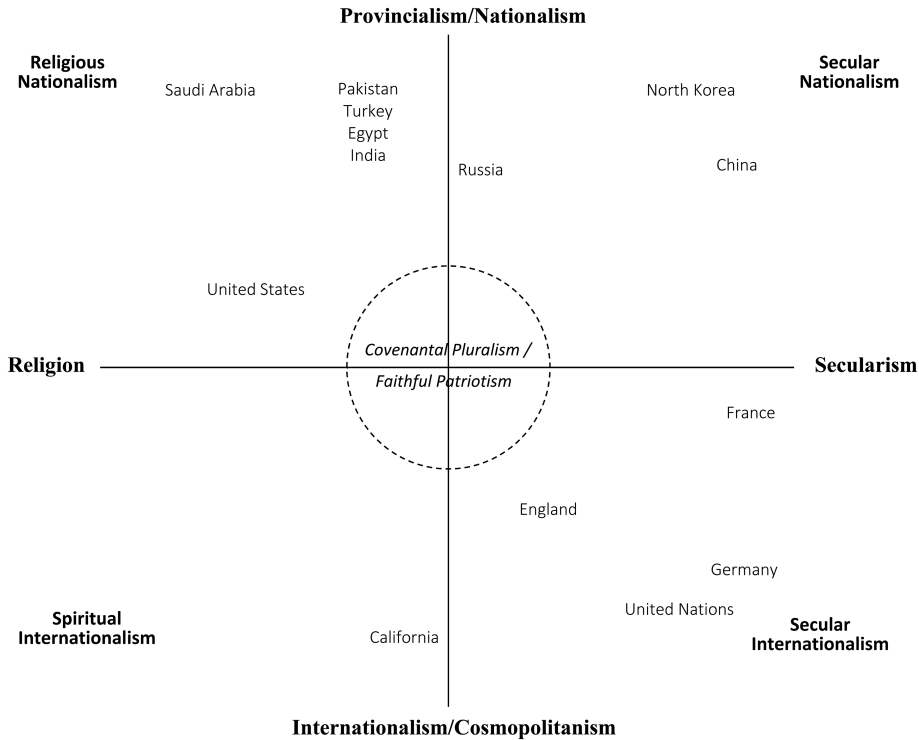 Provincialism/Nationalism
Religious
Nationalism
Secular
Nationalism
Saudi Arabia
Pakistan
Turkey
Egypt
India
North Korea
Russia
China
United States
Covenantal Pluralism /
Religion
Secularism
Faithful Patriotism
France
England
Germany
United Nations
Spiritual
Internationalism
California
Secular
Internationalism
Internationalism/Cosmopolitanism